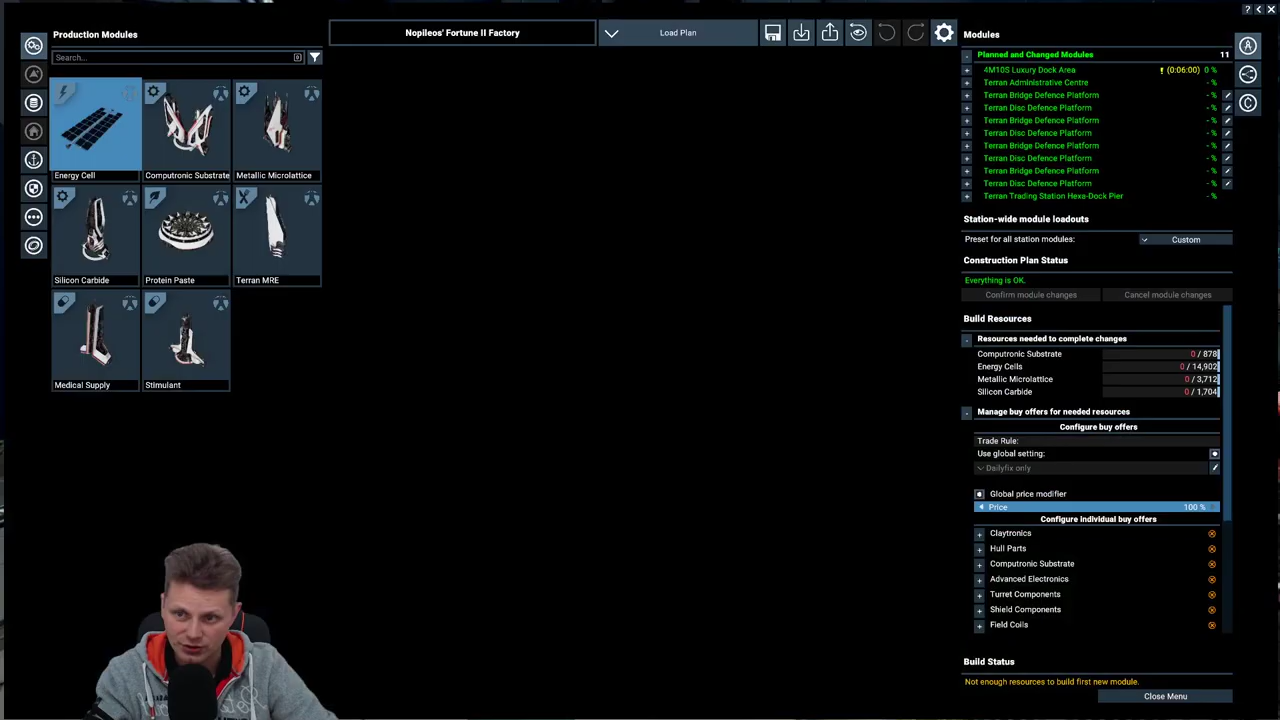 Production Modules
Search...
Energy Cell
Computronic Substrate
Metallic Microlattice
Silicon Carbide
Protein Paste
Terran MRE
Medical Supply
Stimulant
Nopileos' Fortune II Factory
Load Plan
Modules
Planned and Changed Modules 11
4M10S Luxury Dock Area (0:06:00) 0 %
Terran Administrative Centre - %
Terran Bridge Defence Platform - %
Terran Disc Defence Platform - %
Terran Bridge Defence Platform - %
Terran Disc Defence Platform - %
Terran Bridge Defence Platform - %
Terran Disc Defence Platform - %
Terran Bridge Defence Platform - %
Terran Disc Defence Platform - %
Terran Trading Station Hexa-Dock Pier - %
Station-wide module loadouts
Preset for all station modules: Custom
Construction Plan Status
Everything is OK.
Confirm module changes Cancel module changes
Build Resources
Resources needed to complete changes
Computronic Substrate 0 / 878
Energy Cells 0 / 14,902
Metallic Microlattice 0 / 3,712
Silicon Carbide 0 / 1,704
Manage buy offers for needed resources
Configure buy offers
Trade Rule:
Use global setting:
Dailyfix only
Global price modifier
Price 100 %
Configure individual buy offers
Claytronics
Hull Parts
Computronic Substrate
Advanced Electronics
Turret Components
Shield Components
Field Coils
Build Status
Not enough resources to build first new module.
Close Menu